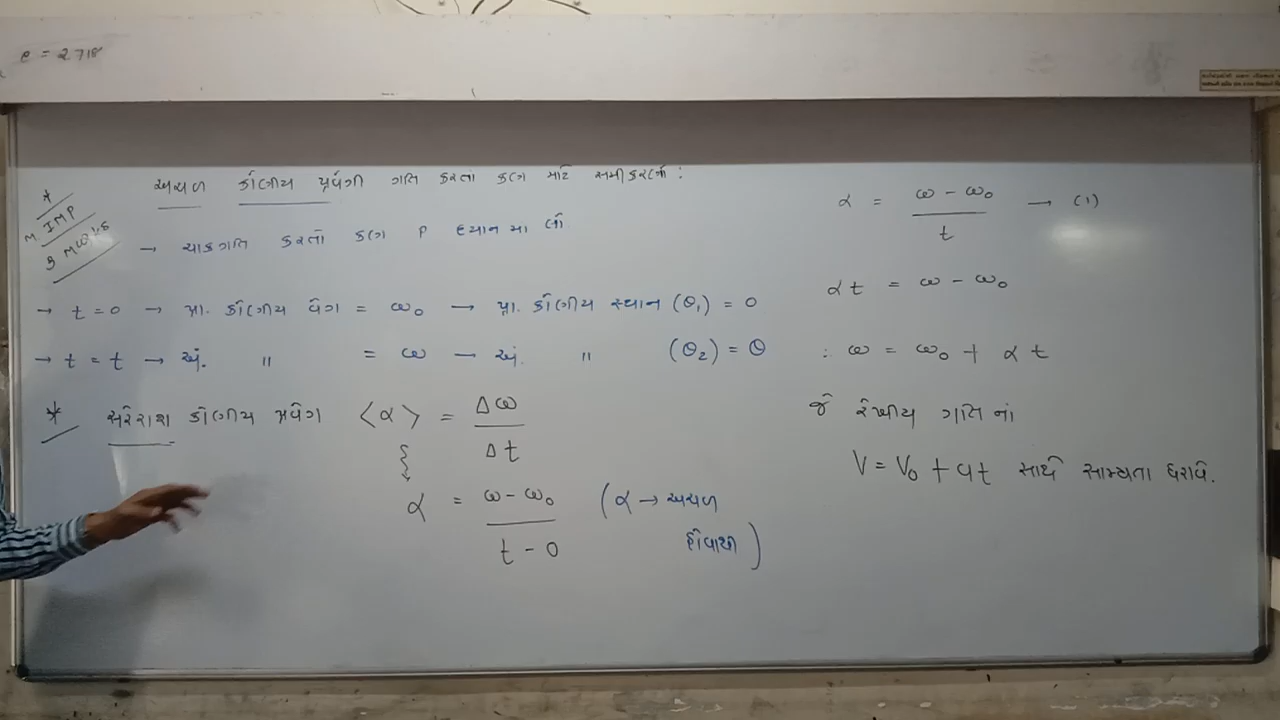 e = 2.718
અચળ કોણીય પ્રવેગી ગતિ કરતાં કણ માટે સમીકરણો :
* M IMP
3 Marks
→ ચાકગતિ કરતો કણ P ધ્યાન મા લો.
→ t = 0 → પ્રા. કોણીય વેગ = ω₀ → પ્રા. કોણીય સ્થાન (θ₁) = 0
→ t = t → અં. " = ω → અં. " (θ₂) = θ
* સરેરાશ કોણીય પ્રવેગ <α> = Δω / Δt
α = ω - ω₀ / t - 0 (α → અચળ હોવાથી)
α = ω - ω₀ / t → (1)
αt = ω - ω₀
: ω = ω₀ + αt
જે રેખીય ગતિ નાં
V = V₀ + at સાથે સામ્યતા ધરાવે.